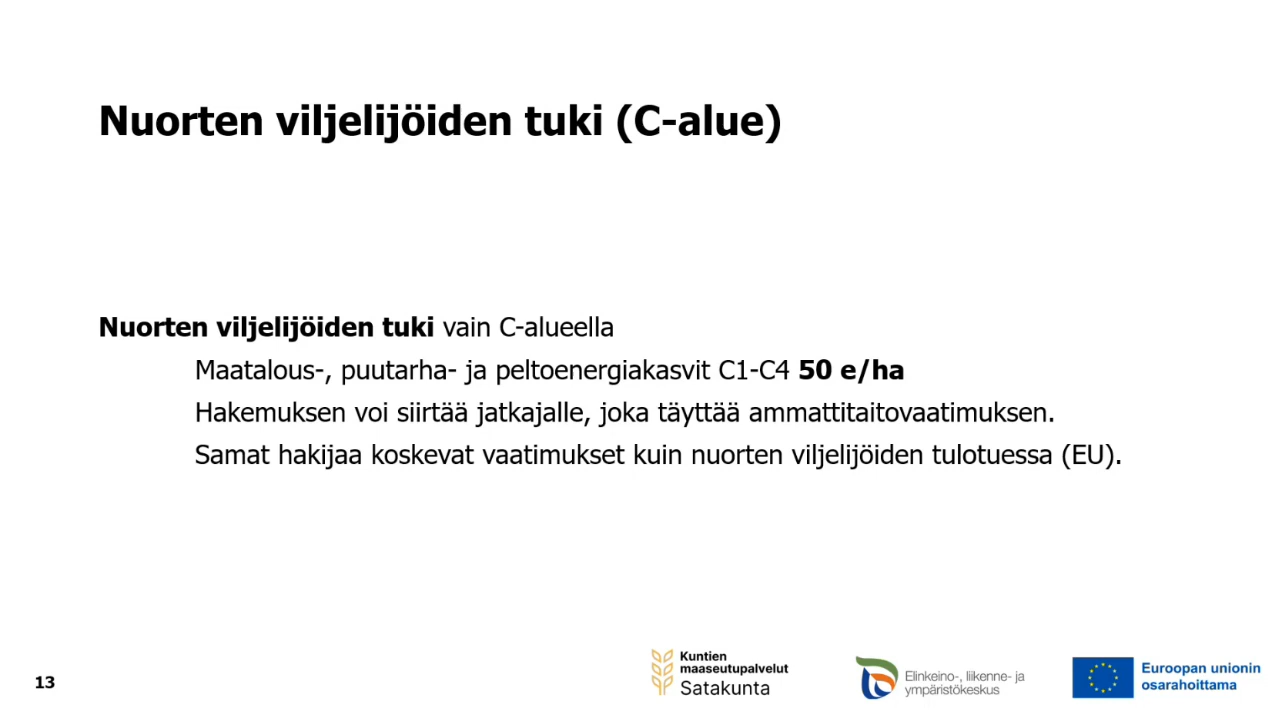 Nuorten viljelijöiden tuki (C-alue)
Nuorten viljelijöiden tuki vain C-alueella
Maatalous-, puutarha- ja peltoenergiakasvit C1-C4 50 e/ha
Hakemuksen voi siirtää jatkajalle, joka täyttää ammattitaitovaatimuksen.
Samat hakijaa koskevat vaatimukset kuin nuorten viljelijöiden tulotuessa (EU).
13
Kuntien
maaseutupalvelut
Satakunta
Elinkeino-, liikenne- ja
ympäristökeskus
Euroopan unionin
osarahoittama